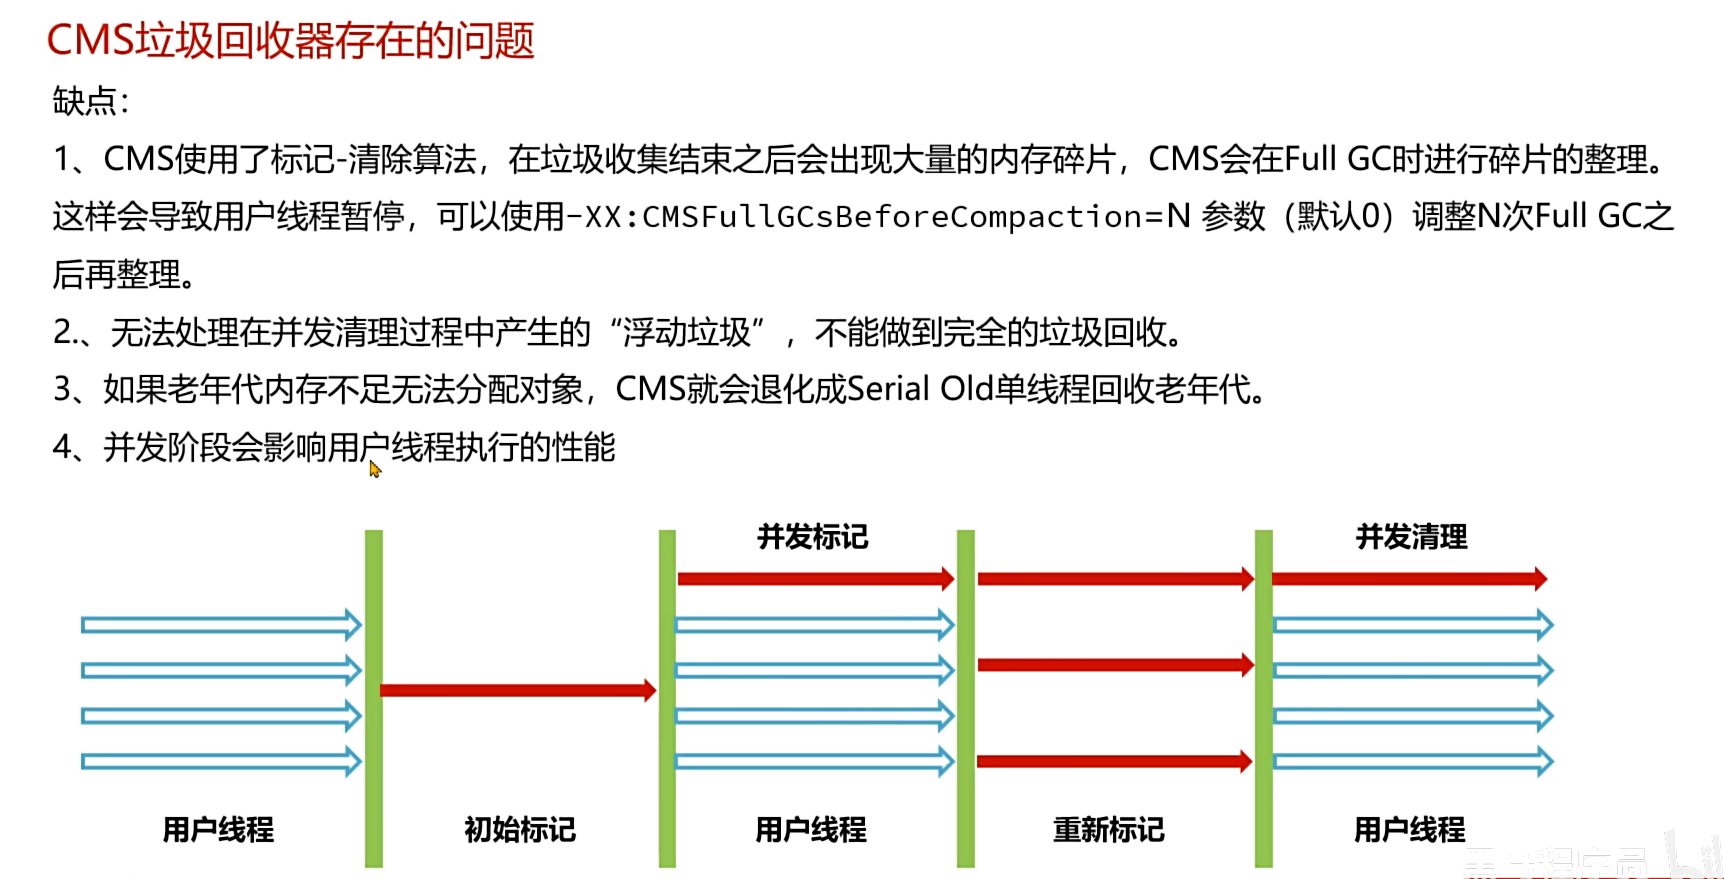 CMS垃圾回收器存在的问题
缺点：
1、CMS使用了标记-清除算法，在垃圾收集结束之后会出现大量的内存碎片，CMS会在Full GC时进行碎片的整理。
这样会导致用户线程暂停，可以使用-XX:CMSFullGCsBeforeCompaction=N 参数（默认0）调整N次Full GC之
后再整理。
2.、无法处理在并发清理过程中产生的“浮动垃圾”，不能做到完全的垃圾回收。
3、如果老年代内存不足无法分配对象，CMS就会退化成Serial Old单线程回收老年代。
4、并发阶段会影响用户线程执行的性能
并发标记 并发清理
用户线程 初始标记 用户线程 重新标记 用户线程